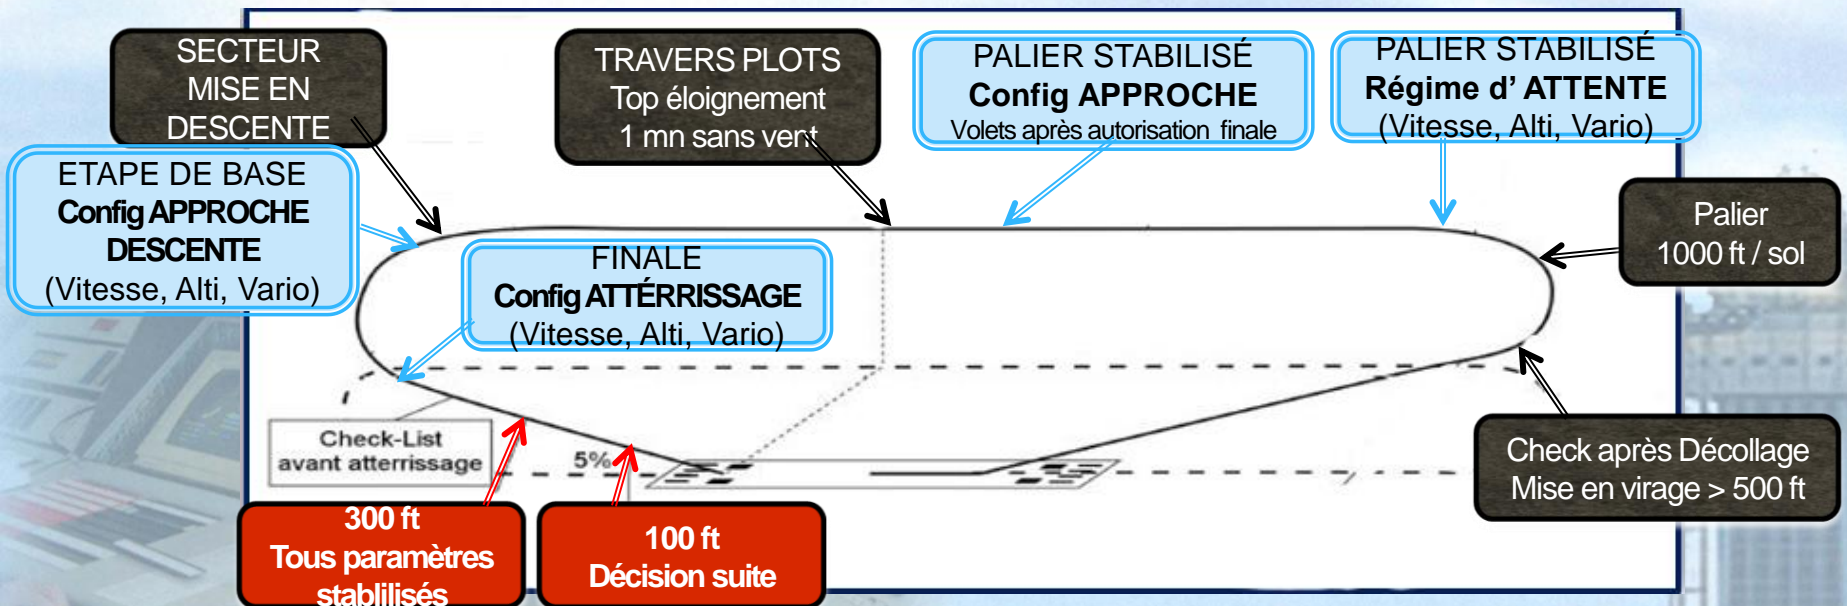 SECTEUR
MISE EN
DESCENTE
TRAVERS PLOTS
Top éloignement
1 mn sans vent
PALIER STABILISÉ
Config APPROCHE
Volets après autorisation finale
PALIER STABILISÉ
Régime d' ATTENTE
(Vitesse, Alti, Vario)
ETAPE DE BASE
Config APPROCHE
DESCENTE
(Vitesse, Alti, Vario)
FINALE
Config ATTÉRRISSAGE
(Vitesse, Alti, Vario)
Palier
1000 ft / sol
Check-List
avant atterrissage
5%
Check après Décollage
Mise en virage > 500 ft
300 ft
Tous paramètres
stablilisés
100 ft
Décision suite